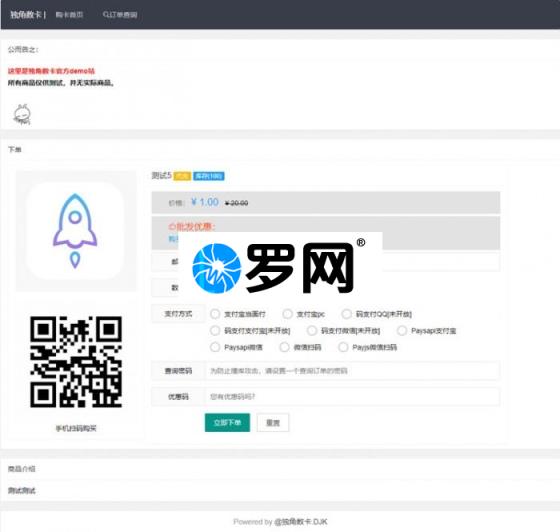 独角数卡 | 购卡首页 订单查询
公而告之：
这里是独角数卡官方demo站
所有商品仅供测试，并无实际商品。
下单
测试5 库存(100)
价格： ¥ 1.00 ¥ 20.00
批发优惠：
购
邮
数
罗网®
支付方式 支付宝当面付 支付宝pc 码支付QQ[未开放]
码支付支付宝[未开放] 码支付微信[未开放] Paysapi支付宝
Paysapi微信 微信扫码 Payjs微信扫码
查询密码 为防止撞库攻击，请设置一个查询订单的密码
优惠码 您有优惠码吗？
立即下单 重置
手机扫码购买
商品介绍
测试测试
Powered by @独角数卡.DJK